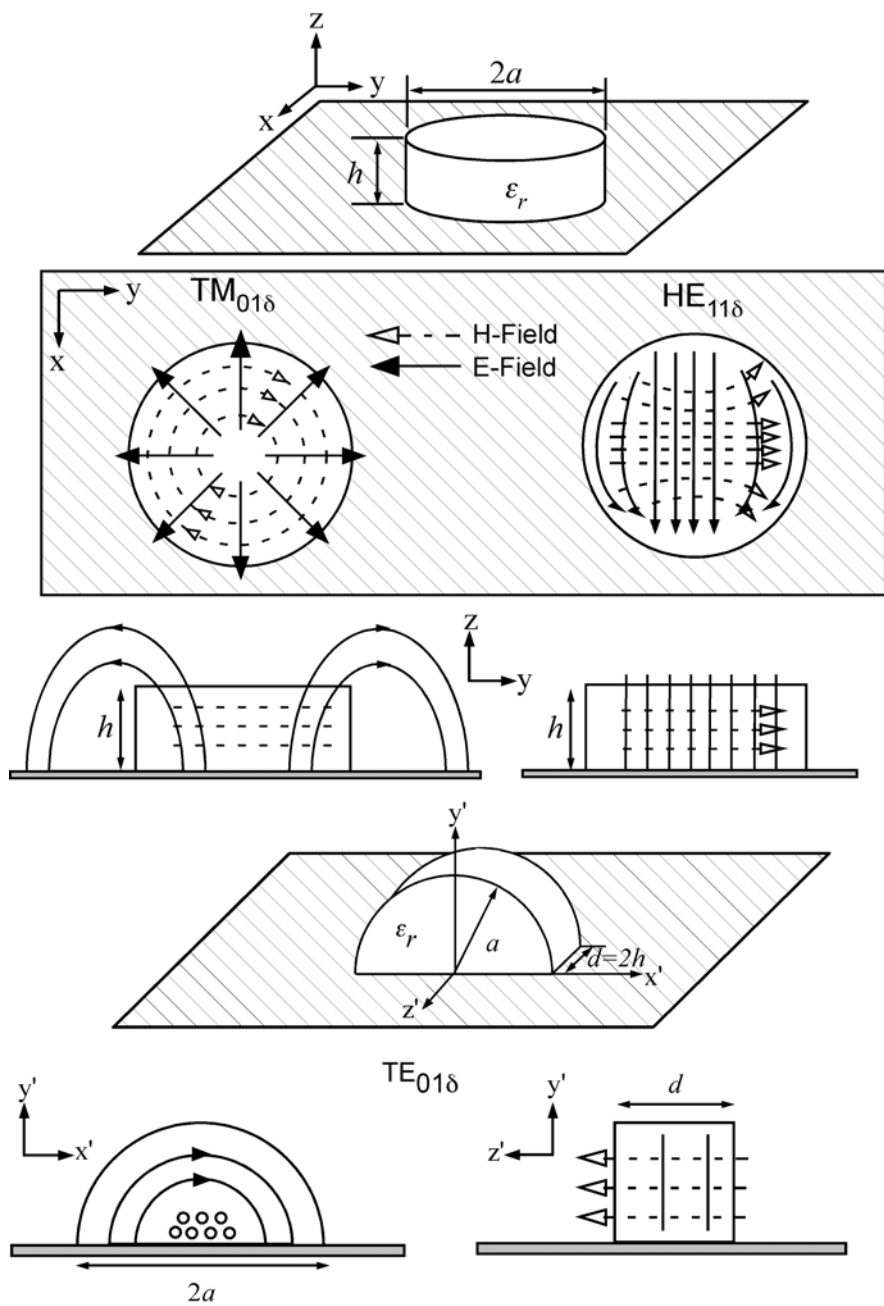 z
y
x
2a
h
εr
y
x
TM01δ
HE11δ
H-Field
E-Field
z
y
h
h
y'
εr
a
d=2h
x'
z'
TE01δ
y'
x'
y'
z'
d
2a